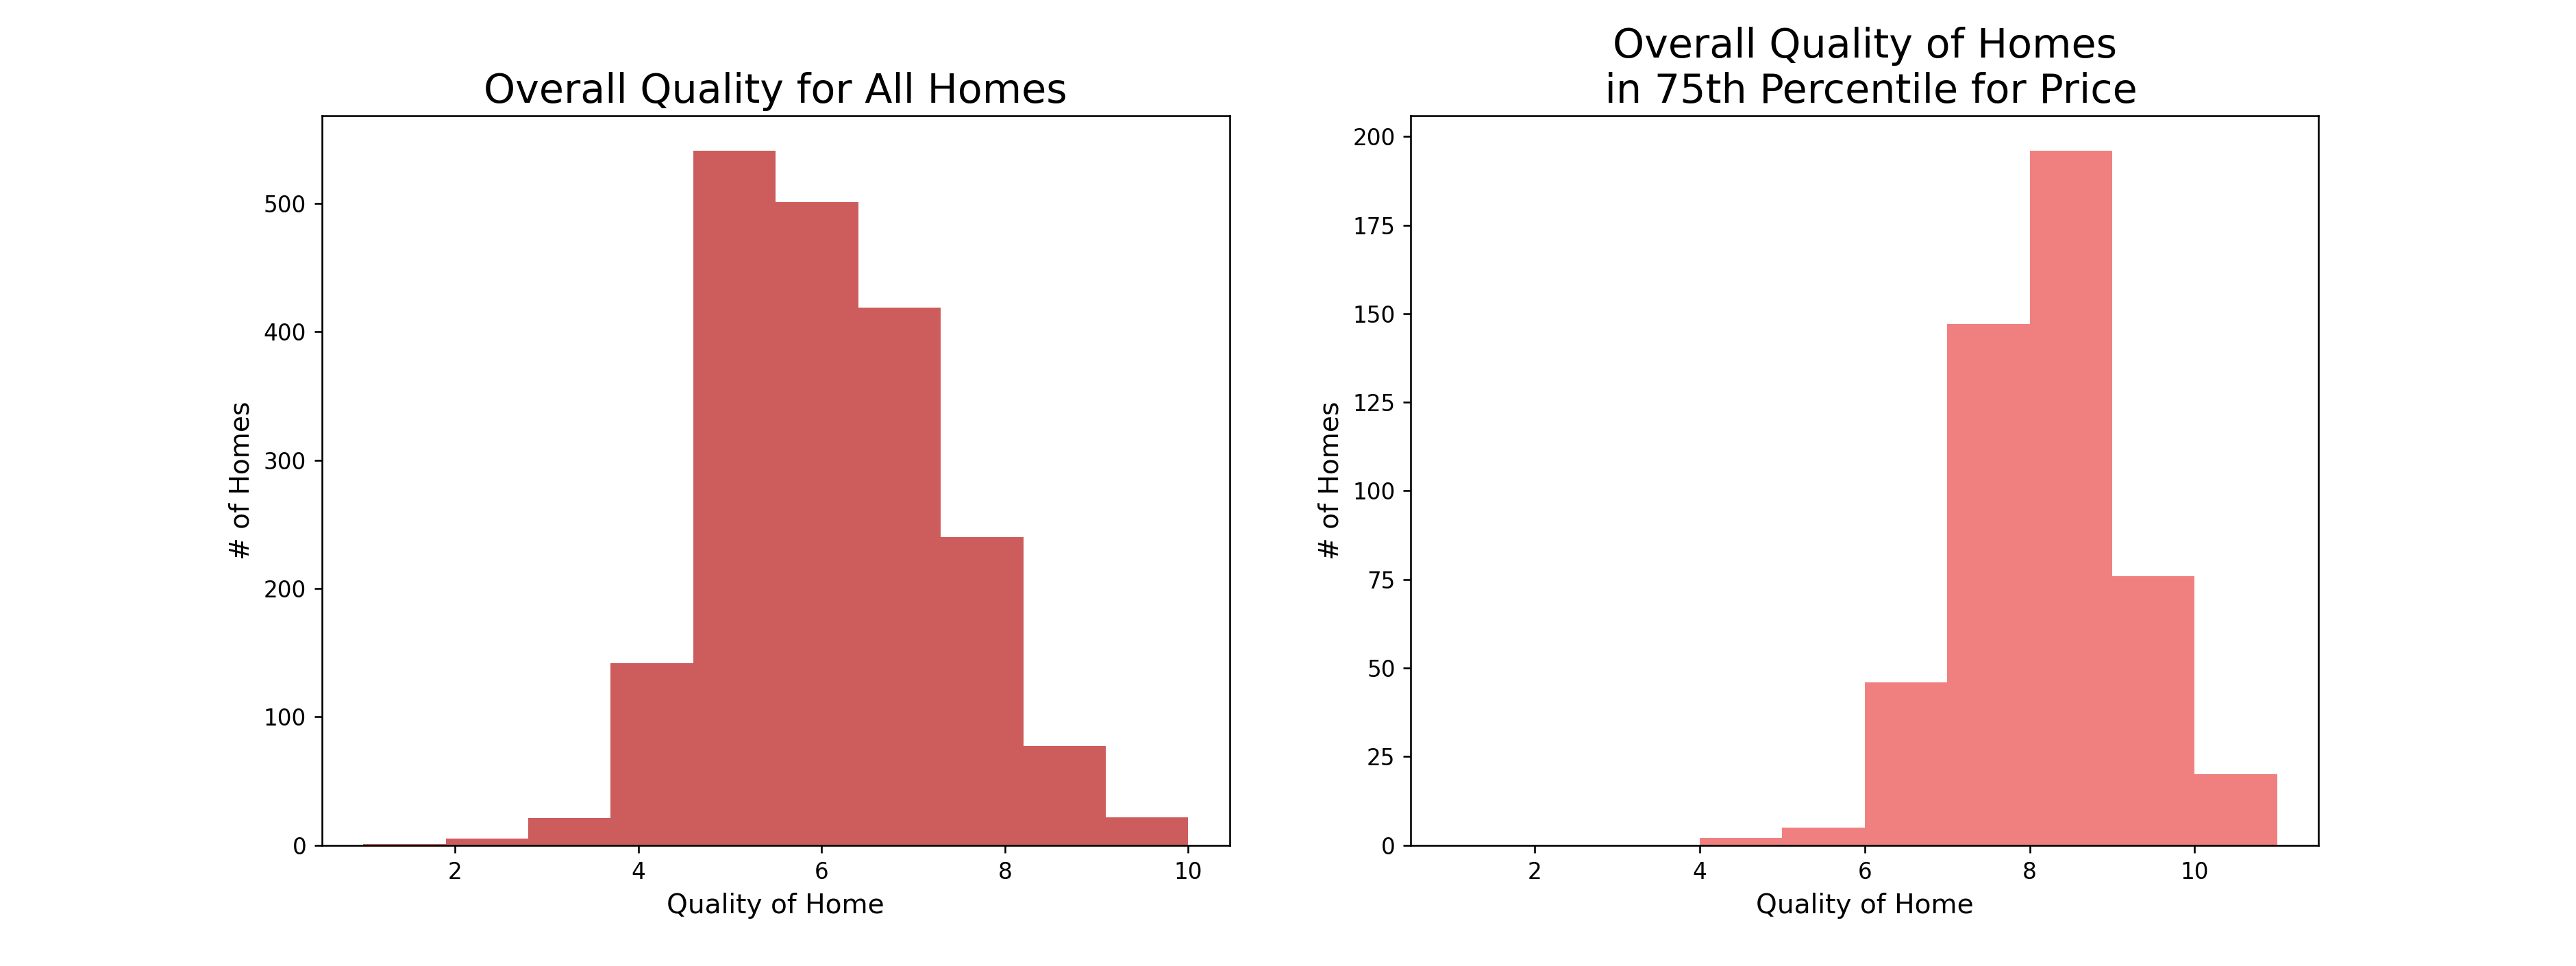 Overall Quality for All Homes
500
400
300
200
100
0
# of Homes
2 4 6 8 10
Quality of Home
Overall Quality of Homes
in 75th Percentile for Price
200
175
150
125
100
75
50
25
0
# of Homes
2 4 6 8 10
Quality of Home